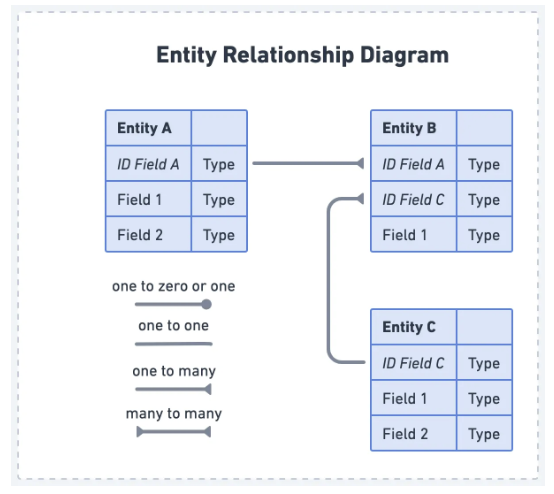 Entity Relationship Diagram
Entity A
ID Field A Type
Field 1 Type
Field 2 Type
Entity B
ID Field A Type
ID Field C Type
Field 1 Type
one to zero or one
one to one
one to many
many to many
Entity C
ID Field C Type
Field 1 Type
Field 2 Type